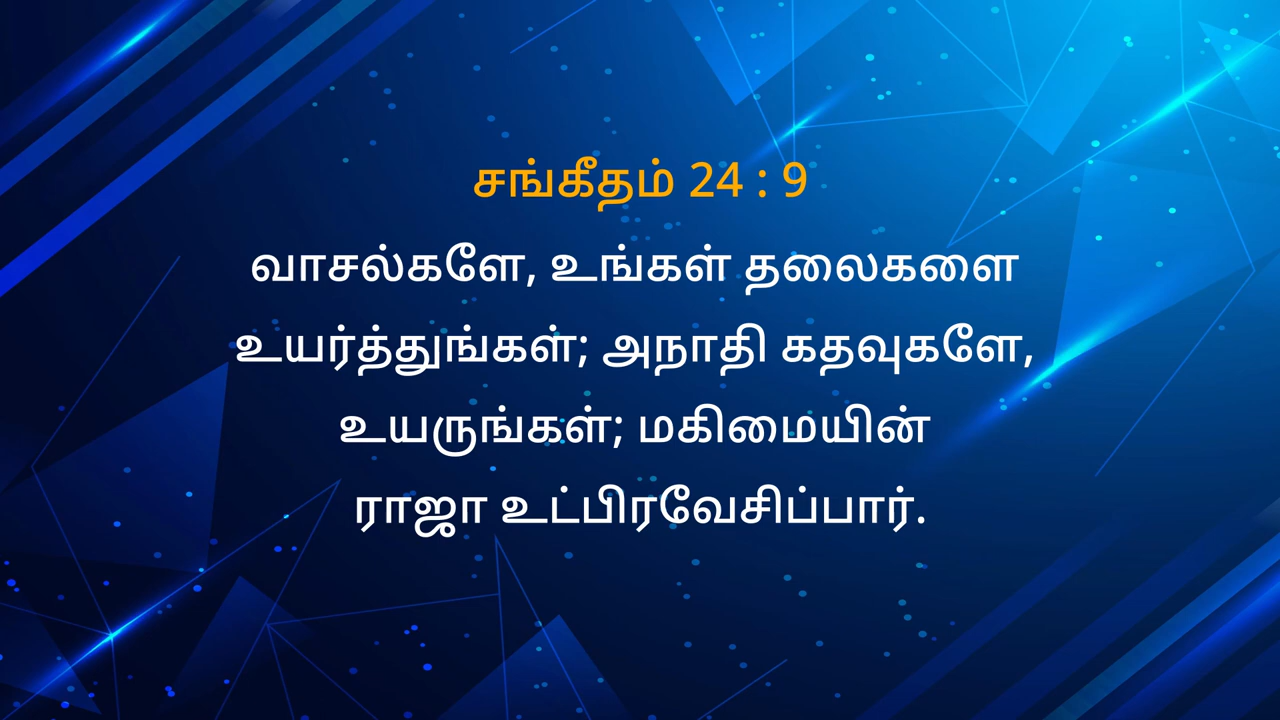 சங்கீதம் 24 : 9
வாசல்களே, உங்கள் தலைகளை
உயர்த்துங்கள்; அநாதி கதவுகளே,
உயருங்கள்; மகிமையின்
ராஜா உட்பிரவேசிப்பார்.